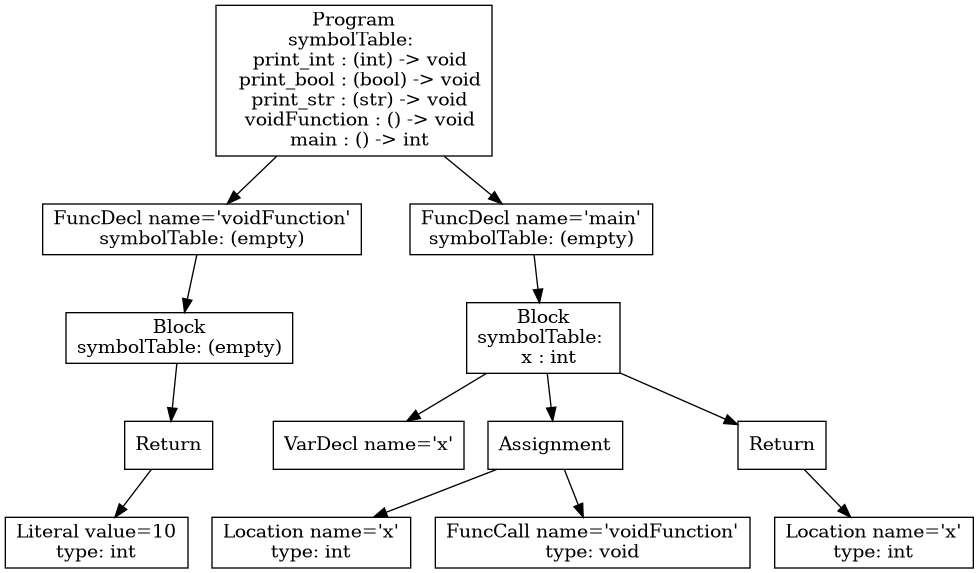 Program
symbolTable:
print_int : (int) -> void
print_bool : (bool) -> void
print_str : (str) -> void
voidFunction : () -> void
main : () -> int
FuncDecl name='voidFunction'
symbolTable: (empty)
FuncDecl name='main'
symbolTable: (empty)
Block
symbolTable: (empty)
Block
symbolTable:
x : int
Return
VarDecl name='x'
Assignment
Return
Literal value=10
type: int
Location name='x'
type: int
FuncCall name='voidFunction'
type: void
Location name='x'
type: int